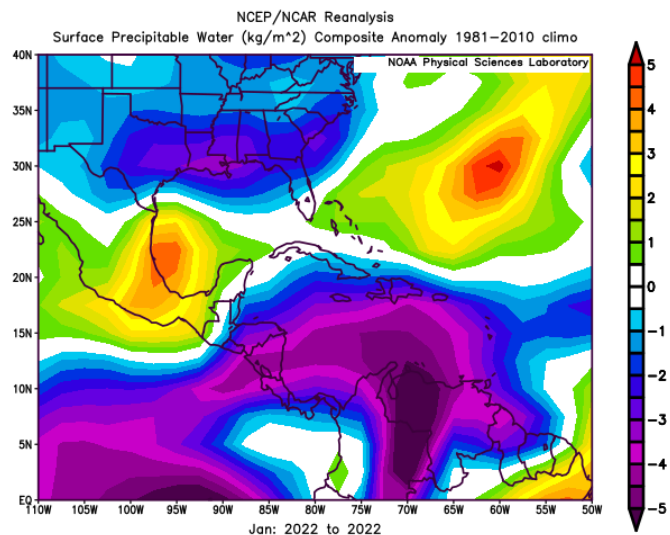 NCEP/NCAR Reanalysis
Surface Precipitable Water (kg/m^2) Composite Anomaly 1981-2010 climo
NOAA Physical Sciences Laboratory
40N
35N
30N
25N
20N
15N
10N
5N
EQ
110W 105W 100W 95W 90W 85W 80W 75W 70W 65W 60W 55W 50W
Jan: 2022 to 2022
5
4
3
2
1
0
-1
-2
-3
-4
-5